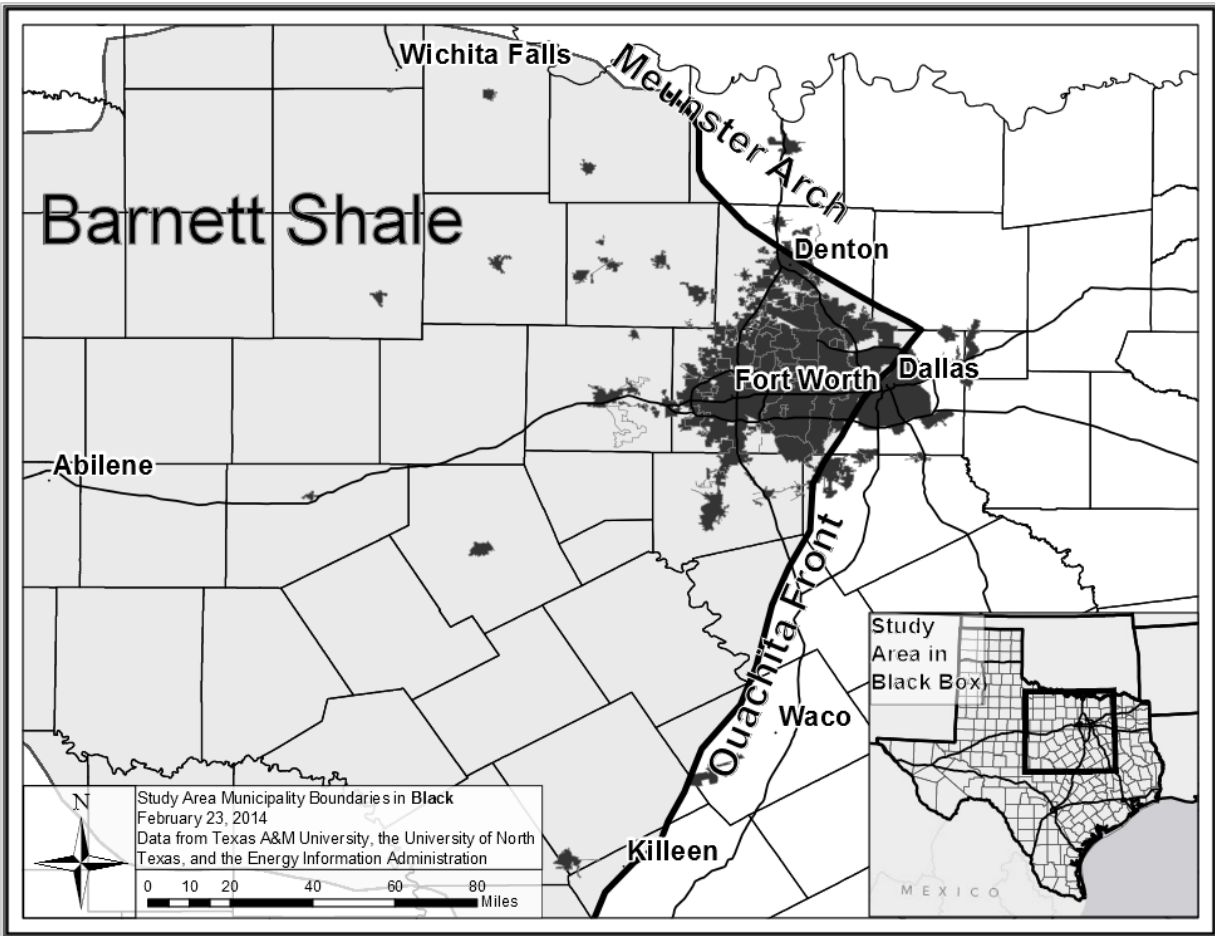 Wichita Falls
Meunster Arch
Barnett Shale
Denton
Dallas
Fort Worth
Abilene
Ouachita Front
Waco
Killeen
Study
Area in
Black Box
N
Study Area Municipality Boundaries in Black
February 23, 2014
Data from Texas A&M University, the University of North
Texas, and the Energy Information Administration
0 10 20 40 60 80
Miles
MEXICO